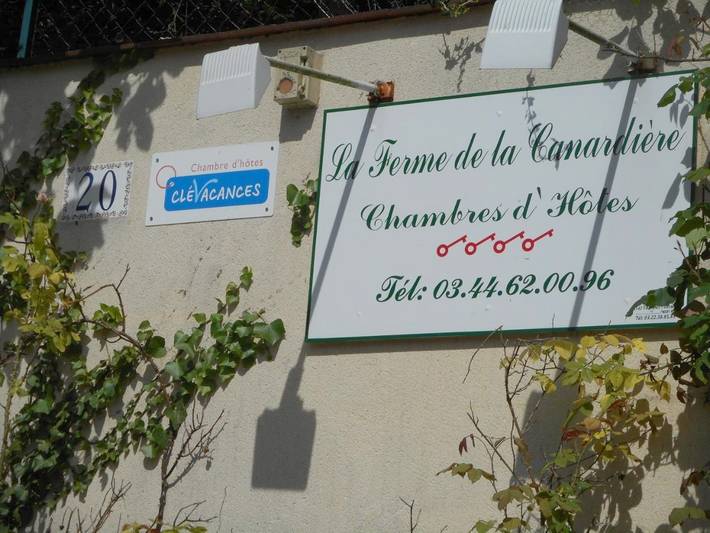 20
Chambre d'hôtes
CLÉVACANCES
La Ferme de la Canardière
Chambres d'Hôtes
Tél: 03.44.62.00.96